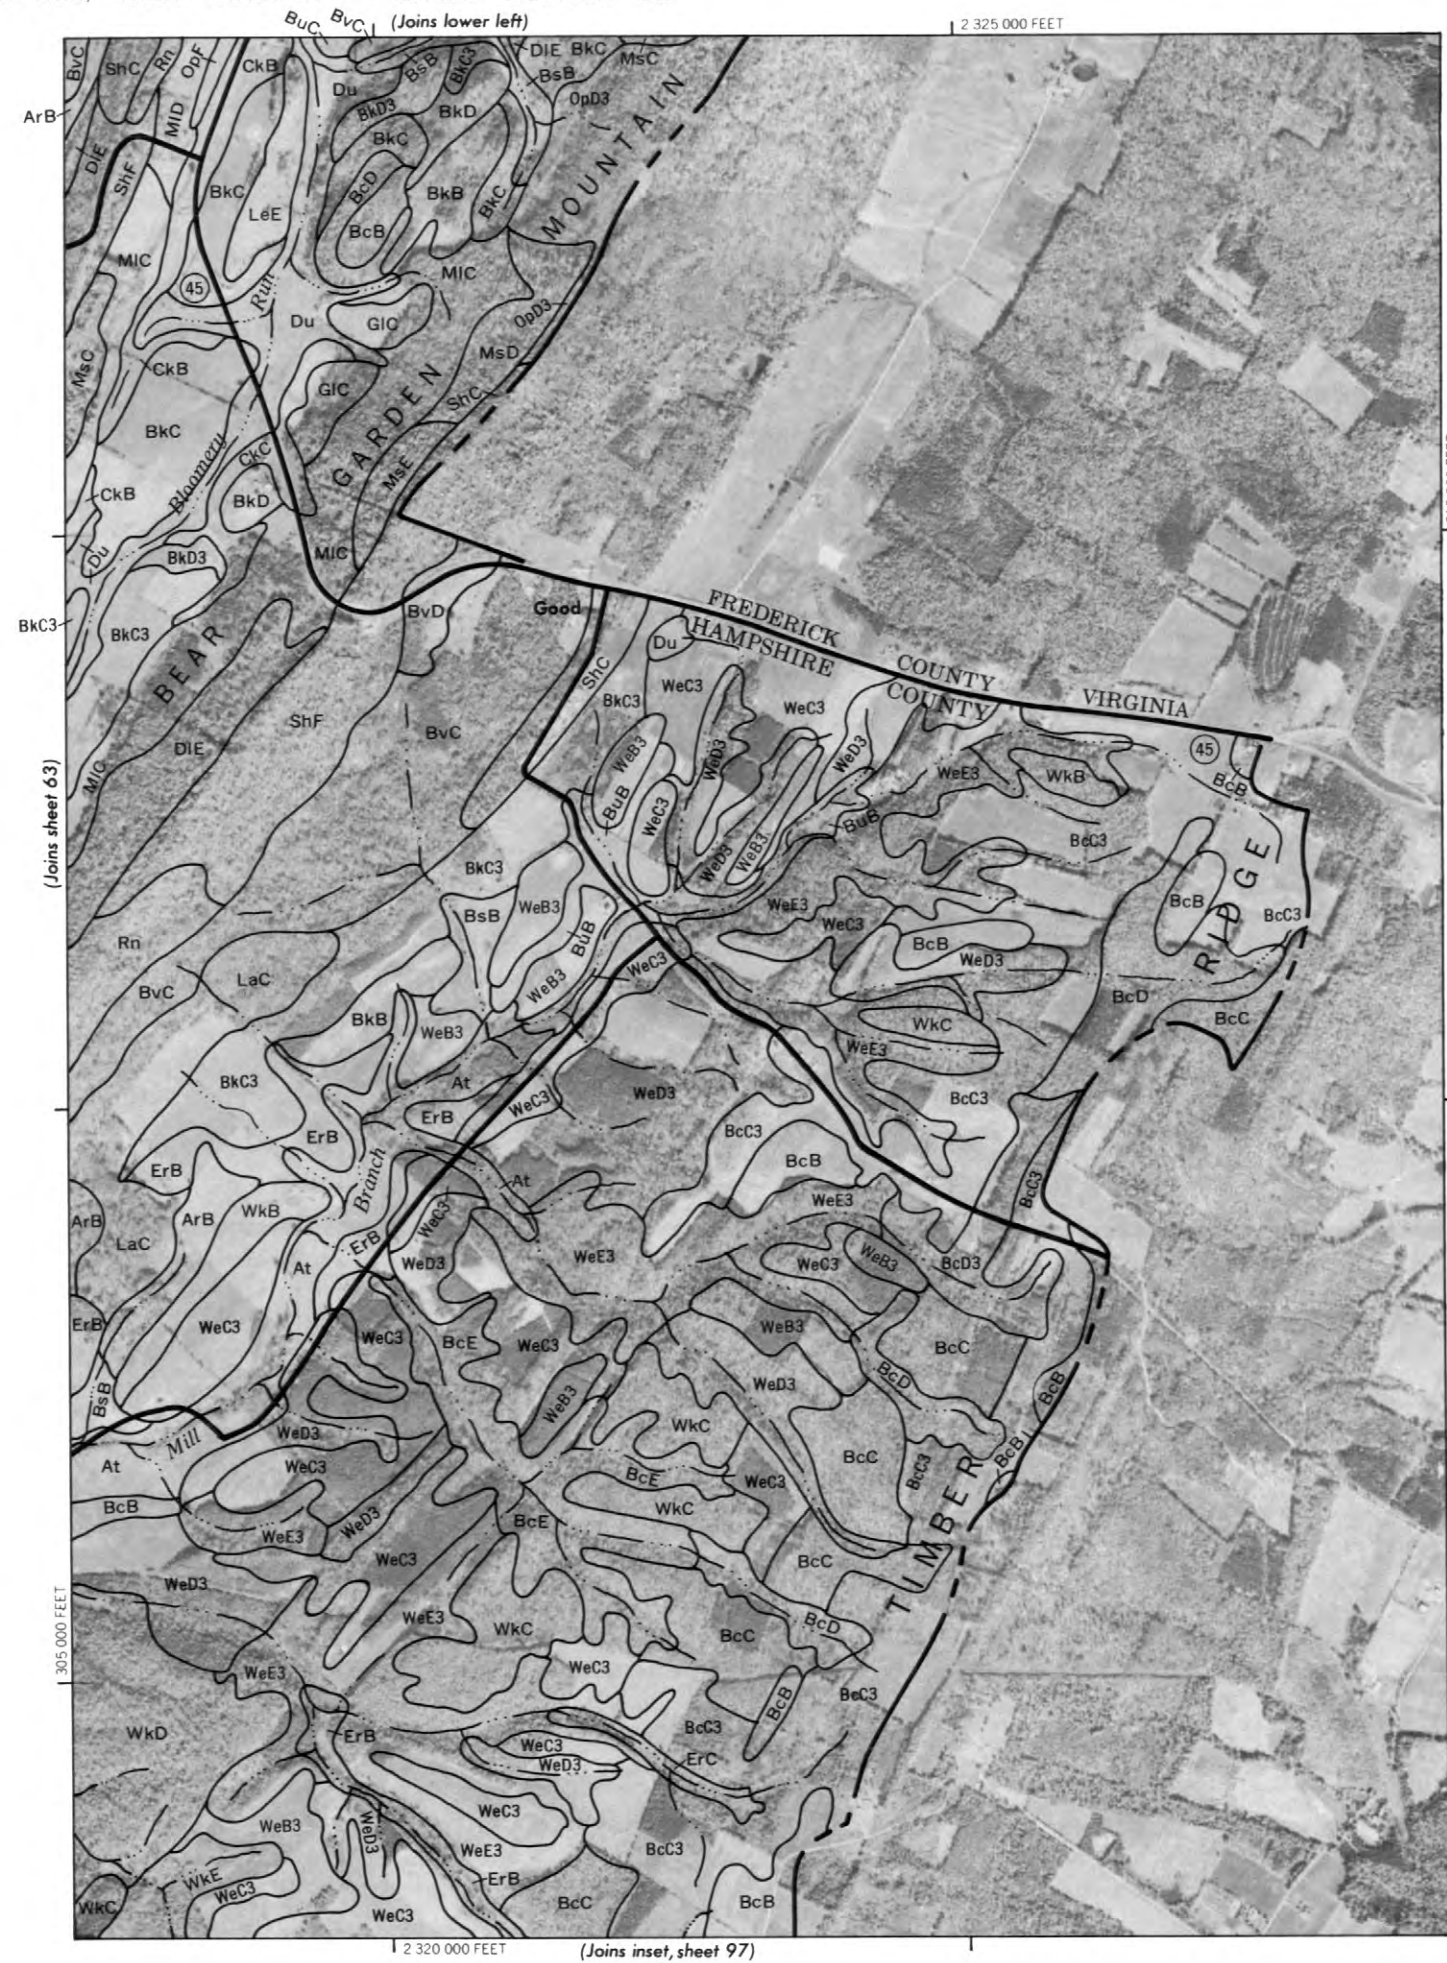 BuC BvC (Joins lower left) 2 325 000 FEET
BvC ShC Rn OpF CkB Du BsB BkC3 DIE BkC MsC
BsB
ArB MID BkD3 BkD OpD3
DIE ShF BkC
BkC LeE BcD BkB BkC MOUNTAIN
BcB
MIC MIC
45 Run
Du GIC OpD3
MsC CkB MsD
GIC ShC
BkC GARDEN
Bloomery CkC MsE
CkB BkD
Du BkD3 MIC
BkC3 BkC3 BvD Good FREDERICK
BEAR Du HAMPSHIRE
ShC COUNTY
BkC3 WeC3 WeC3 COUNTY VIRGINIA
DIE ShF BvC
MIC WeB3 WeD3 WeD3 45
WeE3 WkB BcB
BuB WeC3 BuB
(Joins sheet 63)
WeD3 WeB3 BcC3
BkC3
BsB WeB3 WeE3 BcB RIDGE
WeC3 BcC3
Rn BuB BcB
LaC WeB3 WeC3 WeD3
BvC BcD
BkB WeB3 WkC BcC
WeE3
BkC3 At WeD3
ErB WeC3 BcC3
ErB BcC3
ErB BcB
Branch At WeE3 BcC3
ArB ArB WkB WeC3
LaC ErB WeE3
At WeD3 WeC3 WeB3 BcD3
ErB WeC3 WeC3 BcE WeC3 WeB3 BcC
BcD
BsB WeB3 WeD3 BcB
WkC
Mill WeD3
At WeC3 BcE WeC3 BcC BcC3 BcB
BcB WkC
WeE3 WeD3 BcE TIMBER
WeC3 BcC
WeD3
305 000 FEET
WeE3 WkC BcC BcD
WeE3 WeC3
BcB BcC3
WkD ErB BcC3
WeC3
WeD3 ErC
WeC3
WeB3 WeD3 WeE3 BcC3
WkE
WeC3 ErB
WkC WeC3 BcC BcB
2 320 000 FEET (Joins inset, sheet 97)